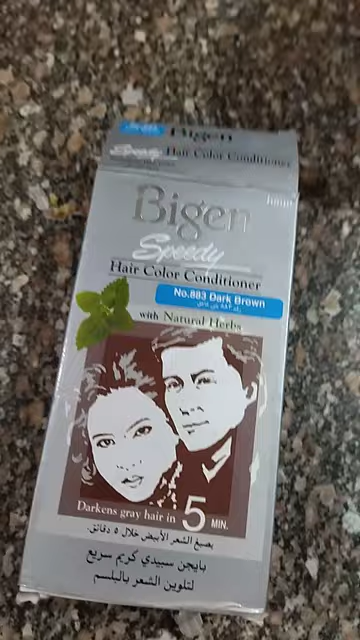 Bigen
Speedy Hair Color Conditioner
Bigen
Speedy
Hair Color Conditioner
No.883 Dark Brown
with Natural Herbs
Darkens gray hair in 5 MIN.
يصبغ الشعر الأبيض خلال ٥ دقائق.
بايجن سبيدي كريم سريع
لتلوين الشعر بالبلسم